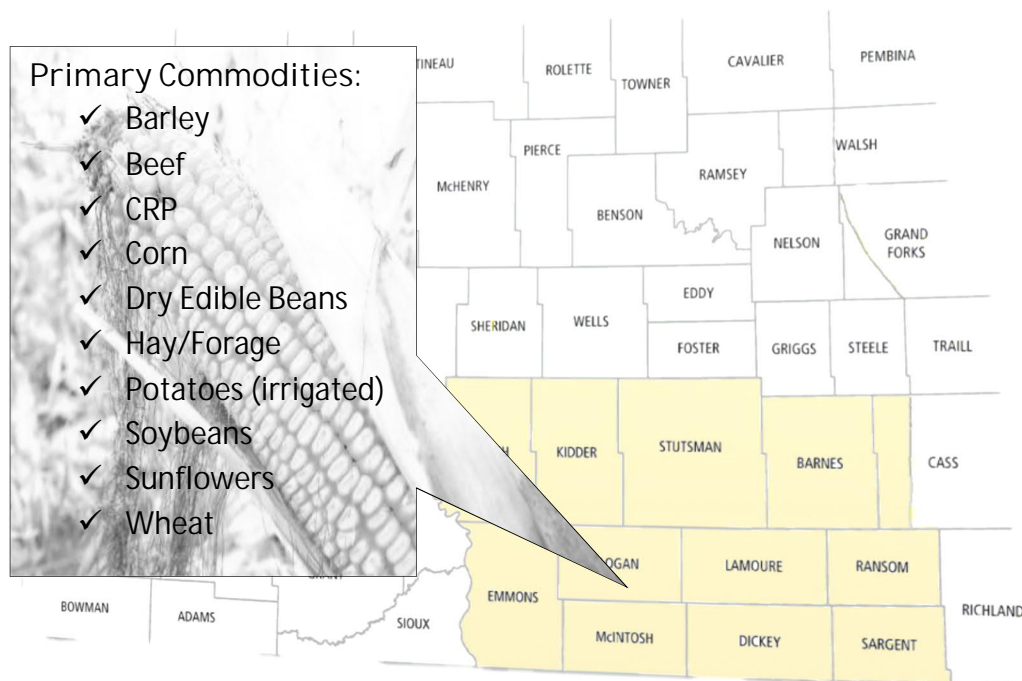 Primary Commodities:
✓ Barley
✓ Beef
✓ CRP
✓ Corn
✓ Dry Edible Beans
✓ Hay/Forage
✓ Potatoes (irrigated)
✓ Soybeans
✓ Sunflowers
✓ Wheat
TINEAU
ROLETTE
TOWNER
CAVALIER
PEMBINA
PIERCE
WALSH
McHENRY
RAMSEY
BENSON
NELSON
GRAND
FORKS
EDDY
SHERIDAN
WELLS
FOSTER
GRIGGS
STEELE
TRAILL
H
KIDDER
STUTSMAN
BARNES
CASS
OGAN
LAMOURE
RANSOM
EMMONS
BOWMAN
ADAMS
SIOUX
McINTOSH
DICKEY
SARGENT
RICHLAND